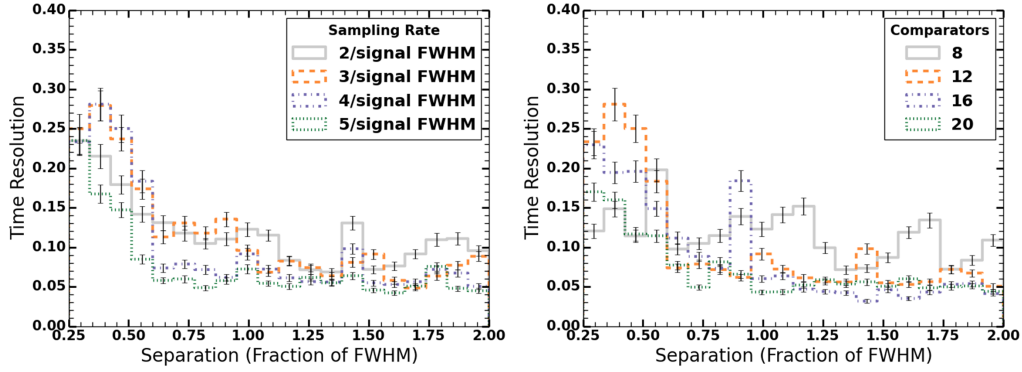 0.40
0.35
0.30
0.25
0.20
0.15
0.10
0.05
0.00
Time Resolution
Sampling Rate
2/signal FWHM
3/signal FWHM
4/signal FWHM
5/signal FWHM
0.25 0.50 0.75 1.00 1.25 1.50 1.75 2.00
Separation (Fraction of FWHM)
0.40
0.35
0.30
0.25
0.20
0.15
0.10
0.05
0.00
Time Resolution
Comparators
8
12
16
20
0.25 0.50 0.75 1.00 1.25 1.50 1.75 2.00
Separation (Fraction of FWHM)